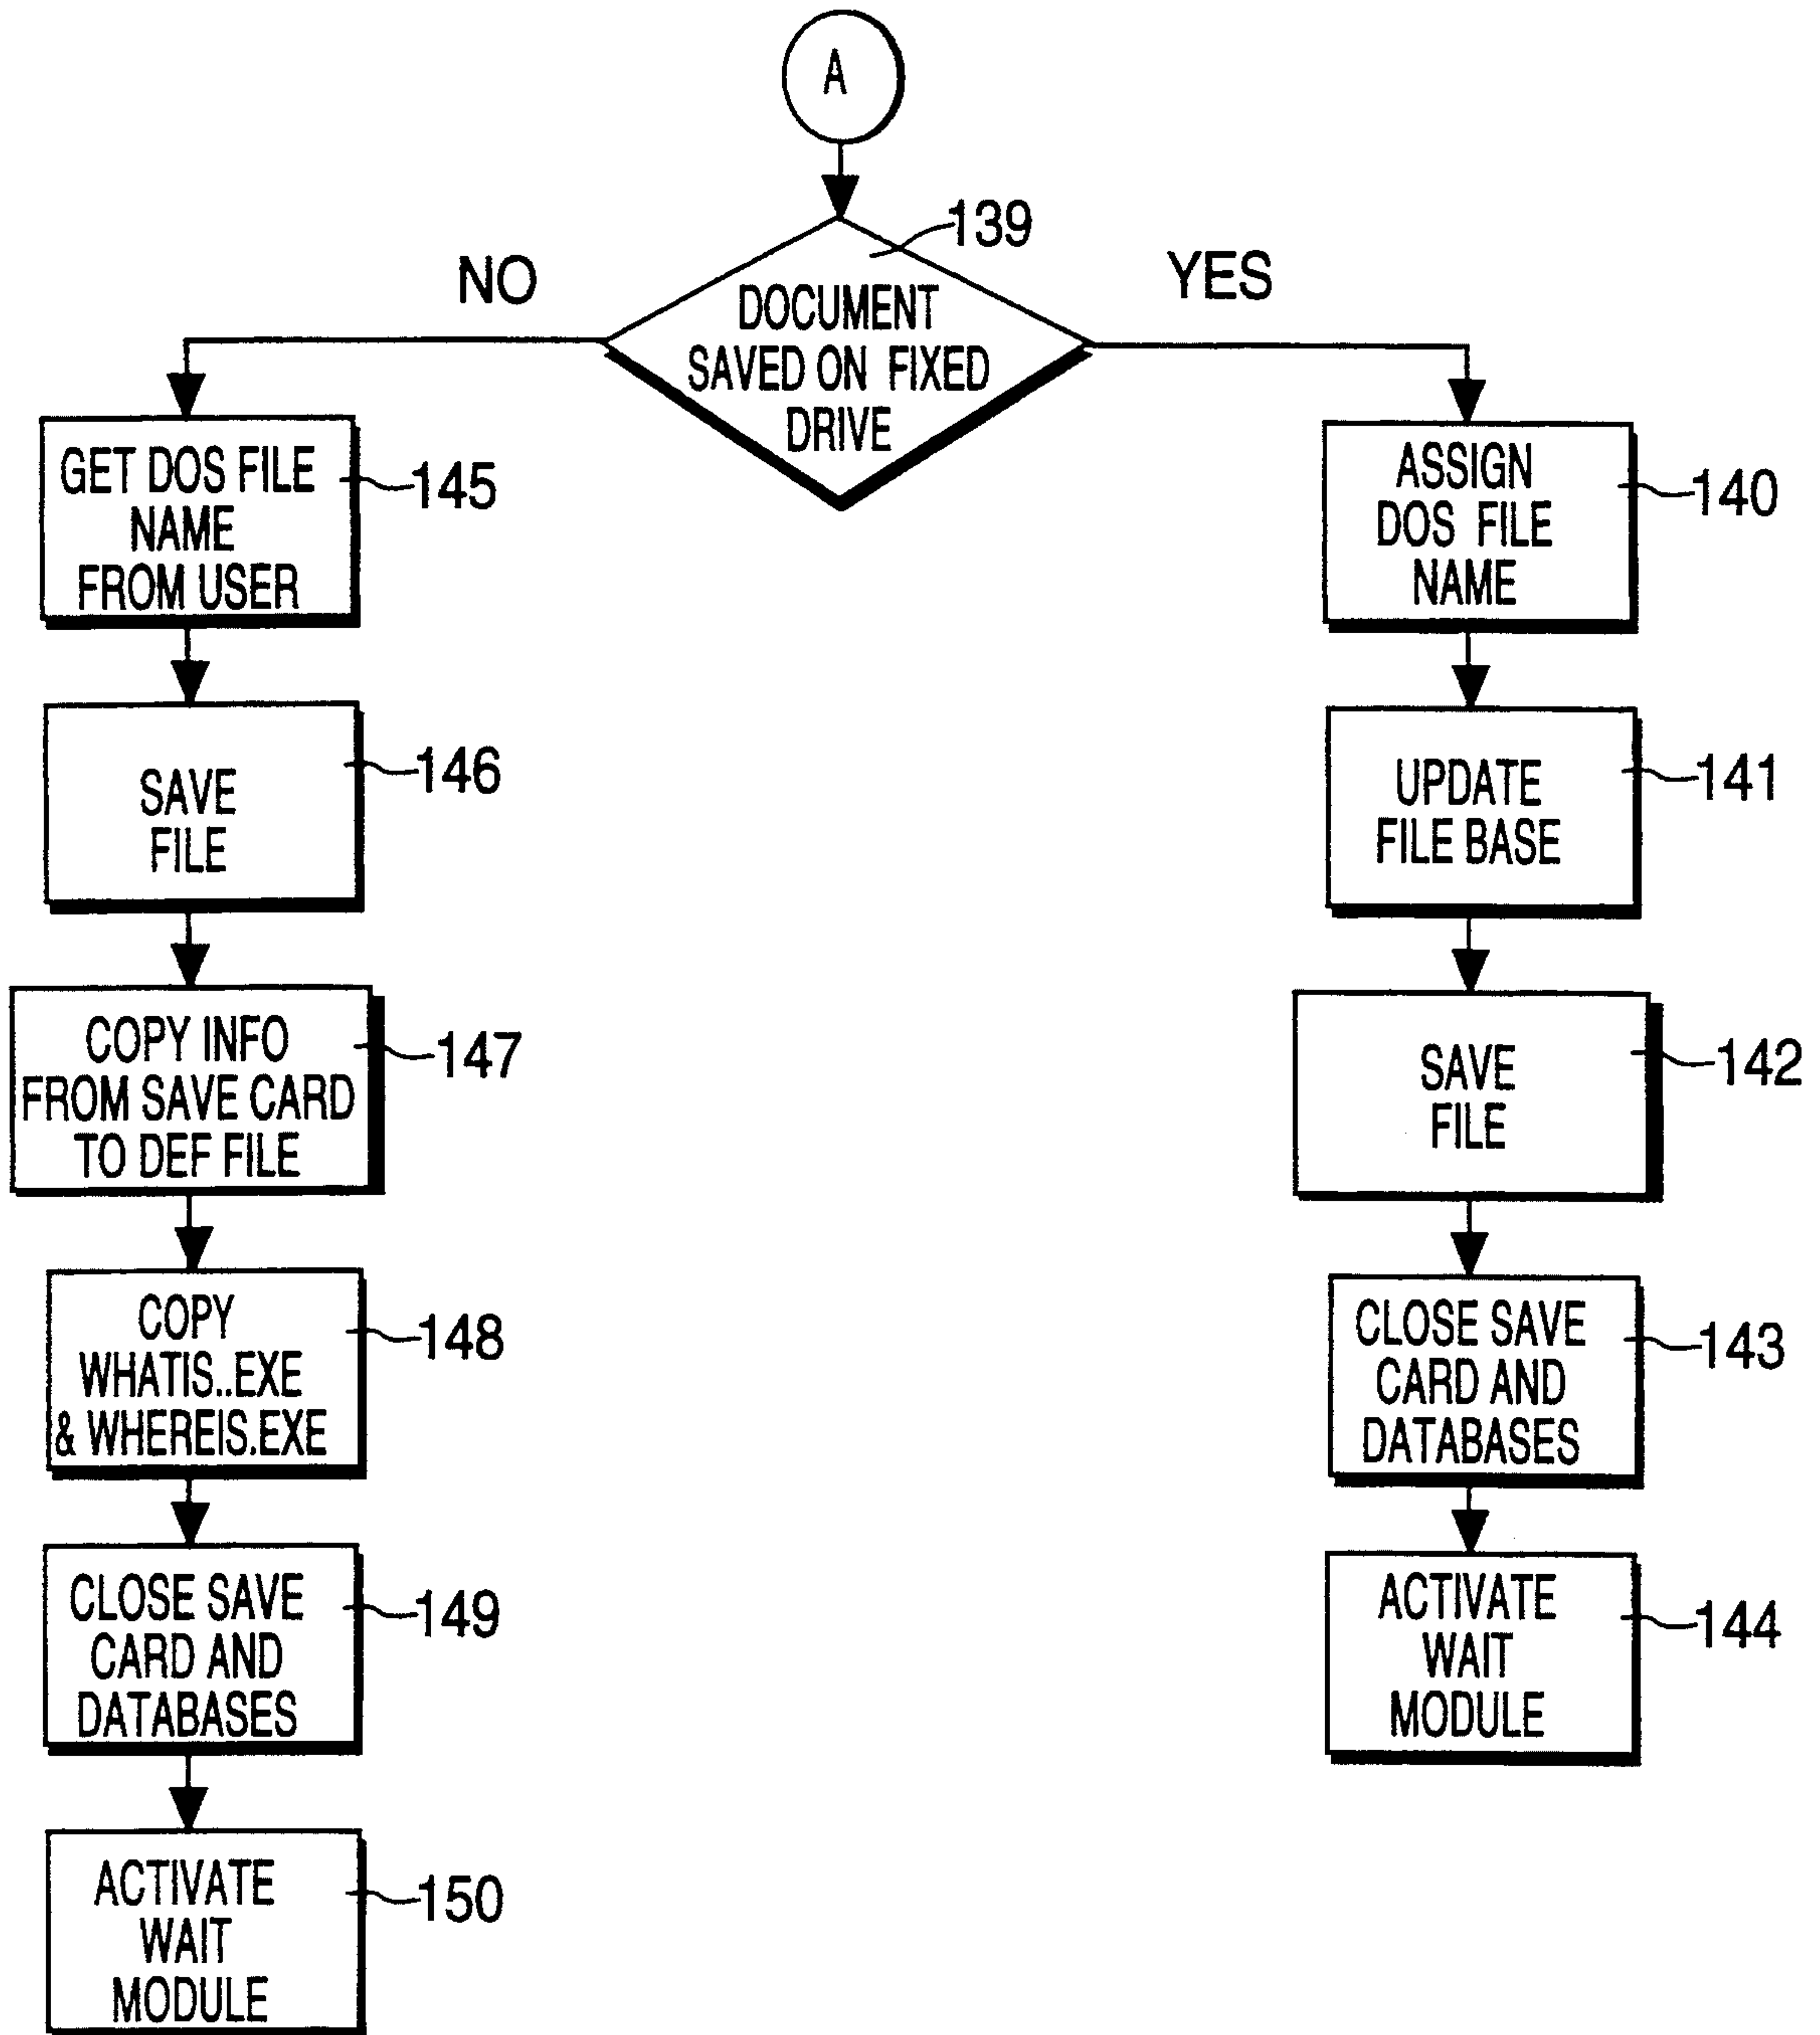 A
139
NO
YES
DOCUMENT
SAVED ON FIXED
DRIVE
GET DOS FILE
NAME
FROM USER
145
SAVE
FILE
146
COPY INFO
FROM SAVE CARD
TO DEF FILE
147
COPY
WHATIS..EXE
& WHEREIS.EXE
148
CLOSE SAVE
CARD AND
DATABASES
149
ACTIVATE
WAIT
MODULE
150
ASSIGN
DOS FILE
NAME
140
UPDATE
FILE BASE
141
SAVE
FILE
142
CLOSE SAVE
CARD AND
DATABASES
143
ACTIVATE
WAIT
MODULE
144